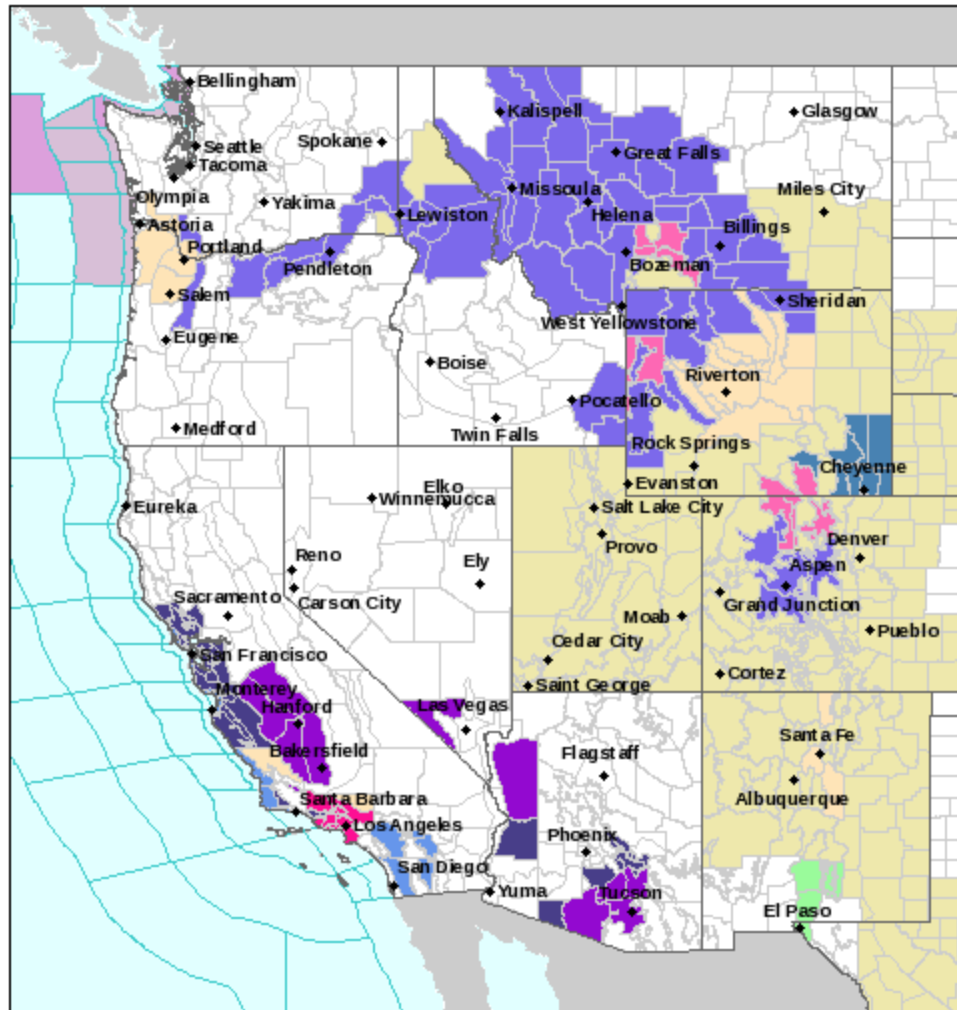 Bellingham
Kalispell
Glasgow
Spokane
Seattle
Great Falls
Tacoma
Missoula
Miles City
Olympia
Yakima
Lewiston
Helena
Astoria
Billings
Portland
Pendleton
Bozeman
Salem
Sheridan
West Yellowstone
Eugene
Boise
Riverton
Pocatello
Medford
Twin Falls
Rock Springs
Cheyenne
Elko
Evanston
Winnemucca
Eureka
Salt Lake City
Provo
Denver
Reno
Ely
Aspen
Sacramento
Carson City
Grand Junction
Moab
Pueblo
Cedar City
San Francisco
Cortez
Saint George
Monterey
Hanford
Las Vegas
Santa Fe
Bakersfield
Flagstaff
Albuquerque
Santa Barbara
Los Angeles
Phoenix
San Diego
Yuma
Tucson
El Paso